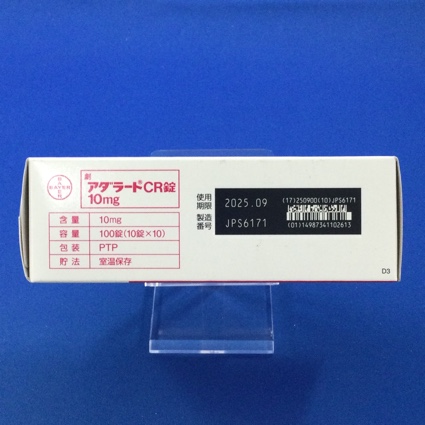 BAYER
劇
アダラート®CR錠
10mg
含量 10mg
容量 100錠(10錠×10)
包装 PTP
貯法 室温保存
使用期限 2025.09
製造番号 JPS6171
(17)250900(10)JPS6171
(01)14987341102613
D3